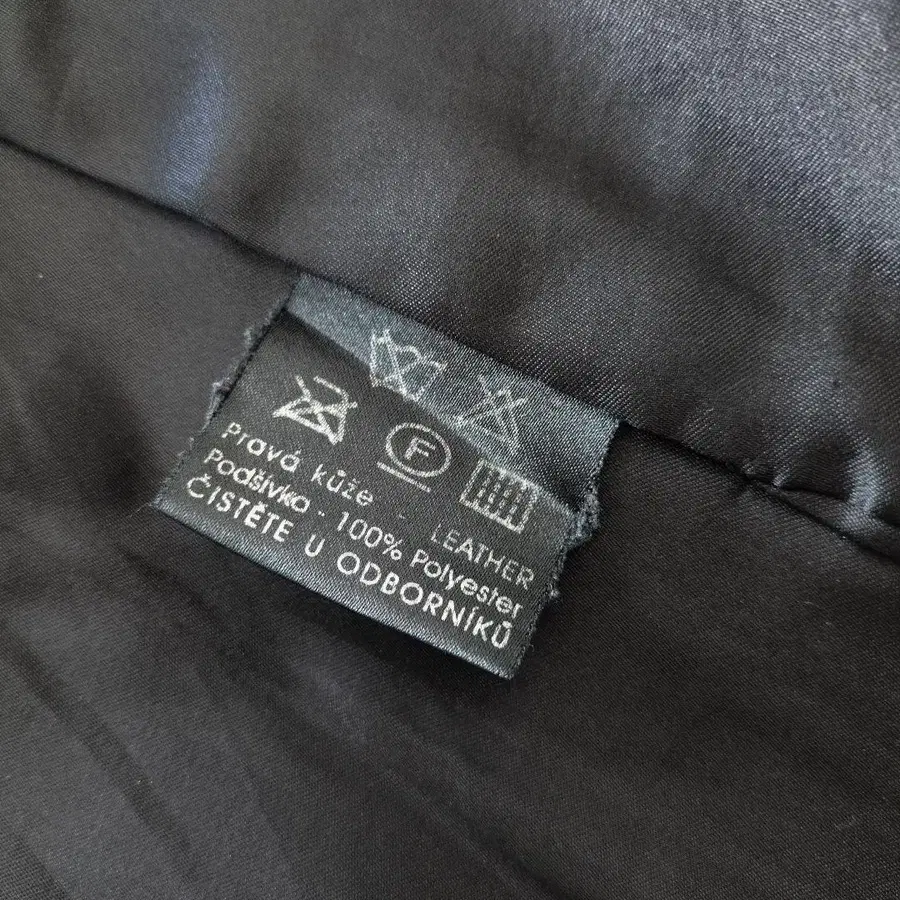 F
Pravá kůže - LEATHER
Podšívka - 100% Polyester
ČISTĚTE U ODBORNÍKŮ